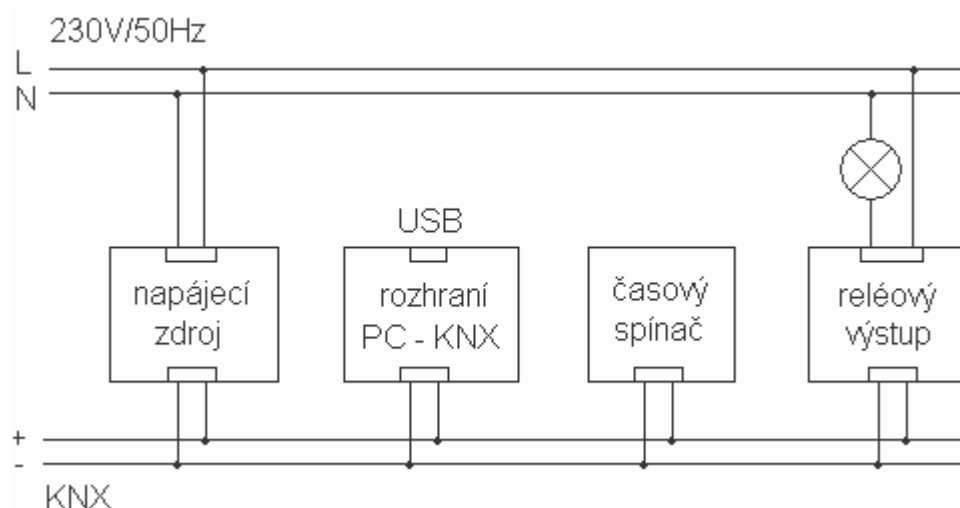 230V/50Hz
L
N
USB
napájecí
zdroj
rozhraní
PC - KNX
časový
spínač
reléový
výstup
+
-
KNX